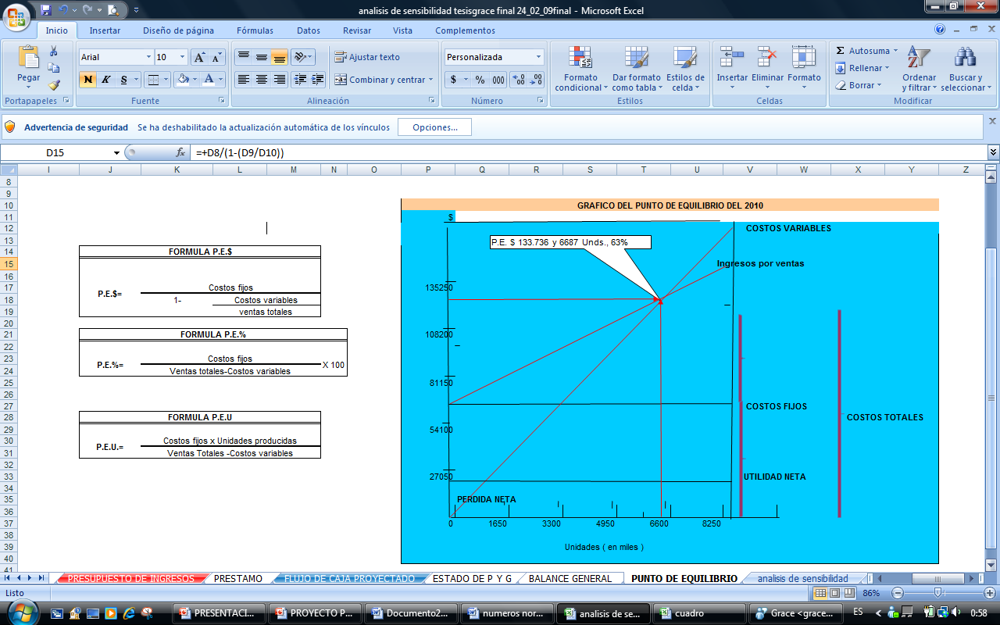 analisis de sensibilidad tesisgrace final 24_02_09final - Microsoft Excel
Inicio Insertar Diseño de página Fórmulas Datos Revisar Vista Complementos
Pegar
Portapapeles
Arial 10
N K S
Fuente
Ajustar texto
Combinar y centrar
Alineación
Personalizada
$ % 000
Número
Formato condicional
Dar formato como tabla
Estilos de celda
Estilos
Insertar Eliminar Formato
Celdas
Σ Autosuma
Rellenar
Borrar
Ordenar y filtrar
Buscar y seleccionar
Modificar
Advertencia de seguridad Se ha deshabilitado la actualización automática de los vínculos Opciones...
D15 fx =+D8/(1-(D9/D10))
I J K L M N O P Q R S T U V W X Y Z
8
9
10
11
12
13
14
15
16
17
18
19
20
21
22
23
24
25
26
27
28
29
30
31
32
33
34
35
36
37
38
39
40
41
FORMULA P.E.$
P.E.$=
Costos fijos
1-
Costos variables
ventas totales
FORMULA P.E.%
P.E.%=
Costos fijos
Ventas totales-Costos variables
X 100
FORMULA P.E.U
P.E.U.=
Costos fijos x Unidades producidas
Ventas Totales -Costos variables
GRAFICO DEL PUNTO DE EQUILIBRIO DEL 2010
$
COSTOS VARIABLES
P.E. $ 133.736 y 6687 Unds., 63%
Ingresos por ventas
135250
108200
81150
54100
27050
COSTOS FIJOS
COSTOS TOTALES
UTILIDAD NETA
PERDIDA NETA
0 1650 3300 4950 6600 8250
Unidades ( en miles )
PRESUPUESTO DE INGRESOS PRESTAMO FLUJO DE CAJA PROYECTADO ESTADO DE P Y G BALANCE GENERAL PUNTO DE EQUILIBRIO analisis de sensibilidad
Listo 86%
PRESENTACI... PROYECTO P... Documento2... numeros nor... analisis de se... cuadro Grace <grace... ES 0:58